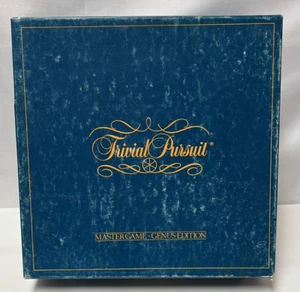 Trivial Pursuit®
MASTER GAME - GENUS EDITION